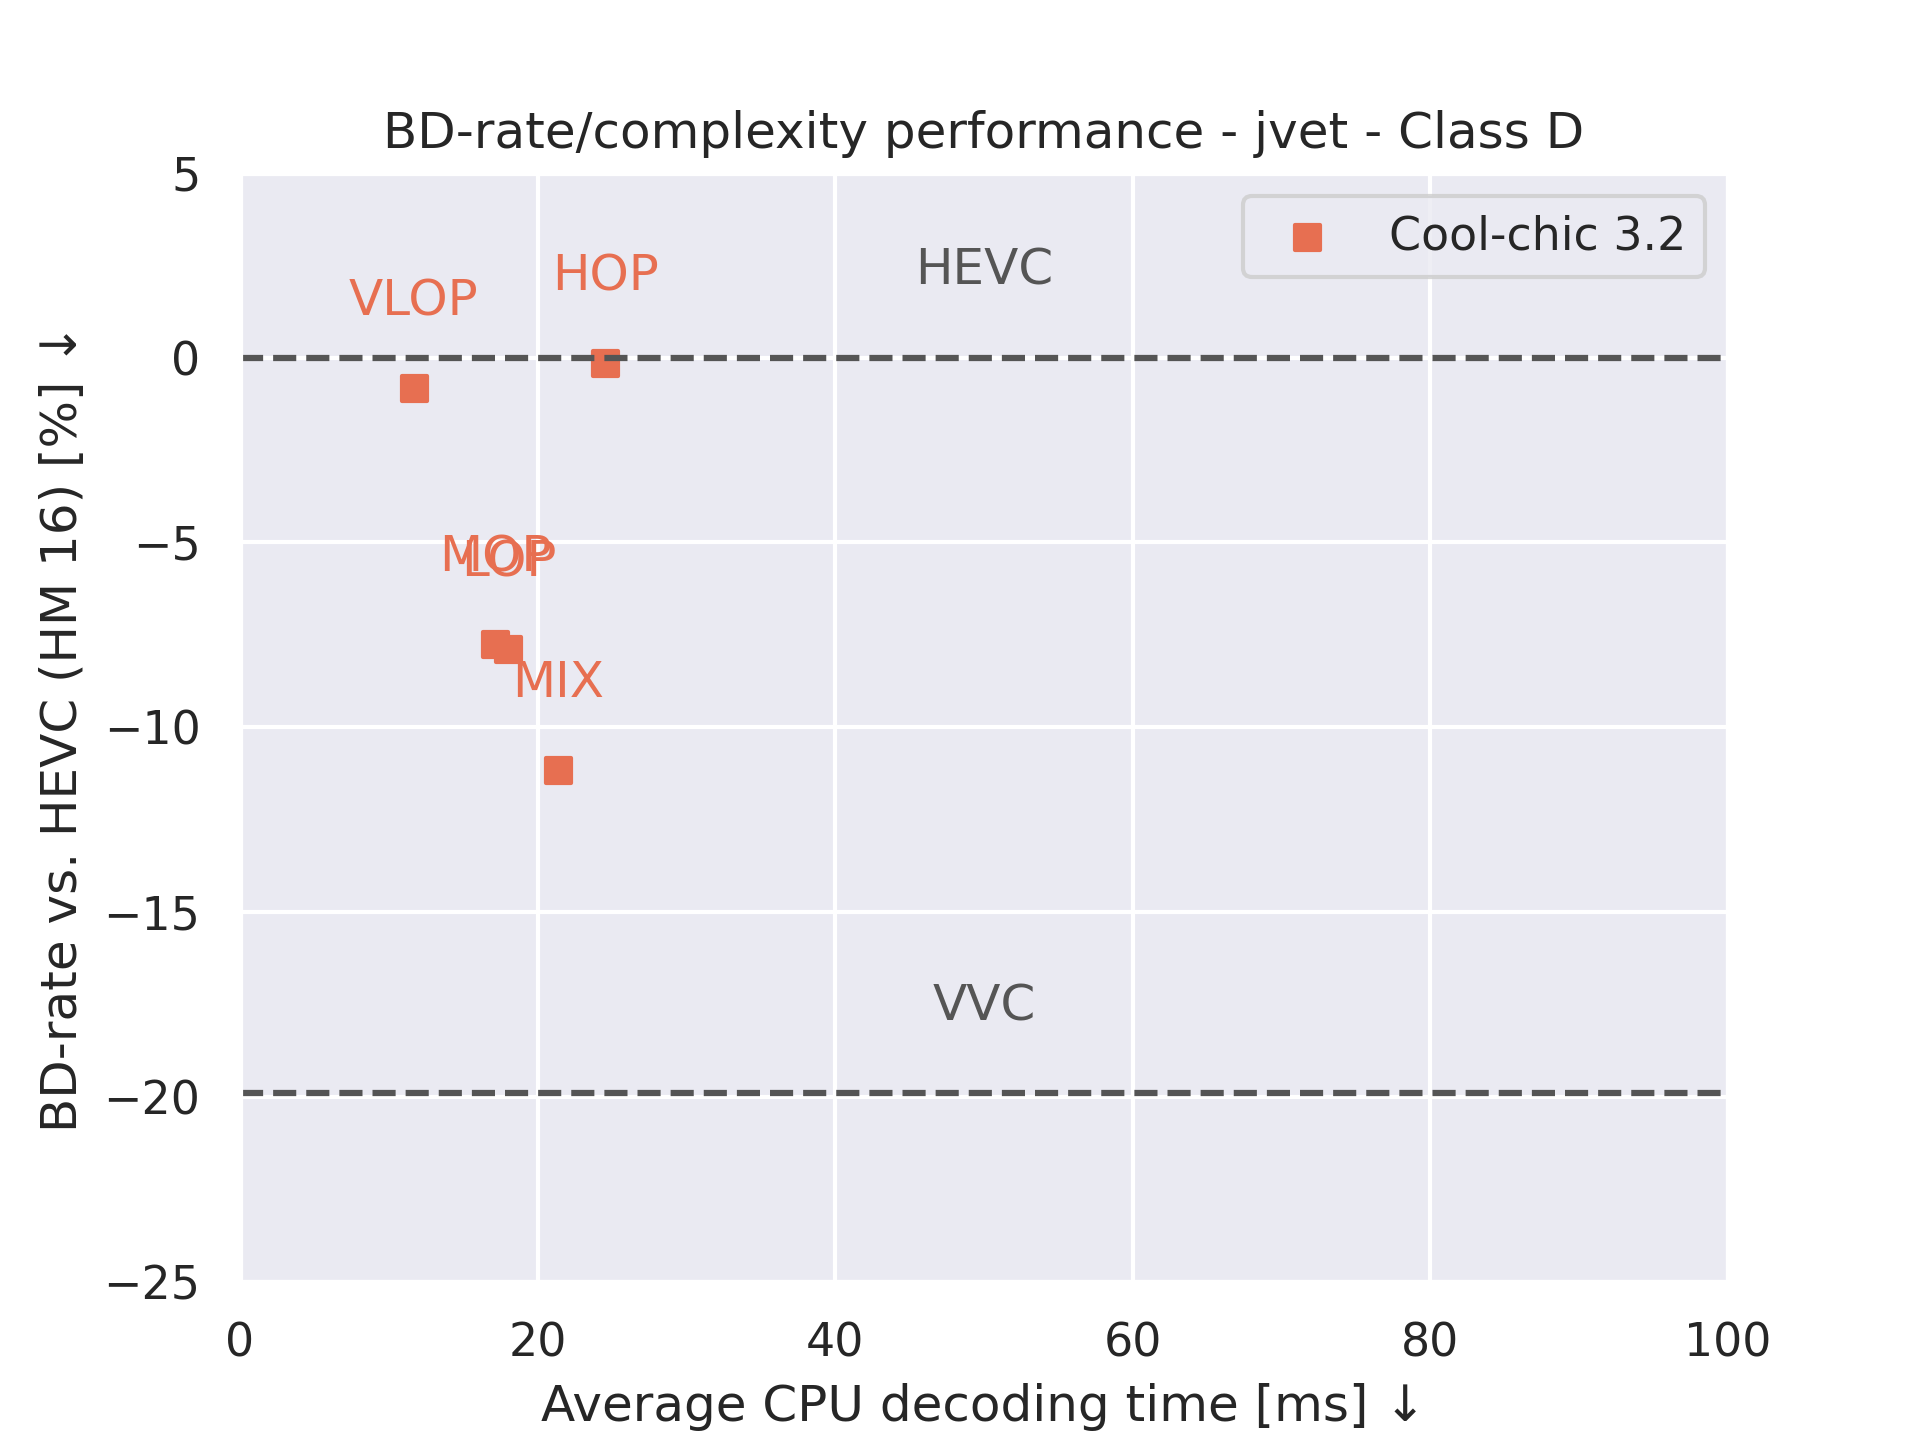 BD-rate/complexity performance - jvet - Class D
5
0
−5
−10
−15
−20
−25
BD-rate vs. HEVC (HM 16) [%] ↓
Cool-chic 3.2
HEVC
HOP
VLOP
MOP
LOP
MIX
VVC
0 20 40 60 80 100
Average CPU decoding time [ms] ↓